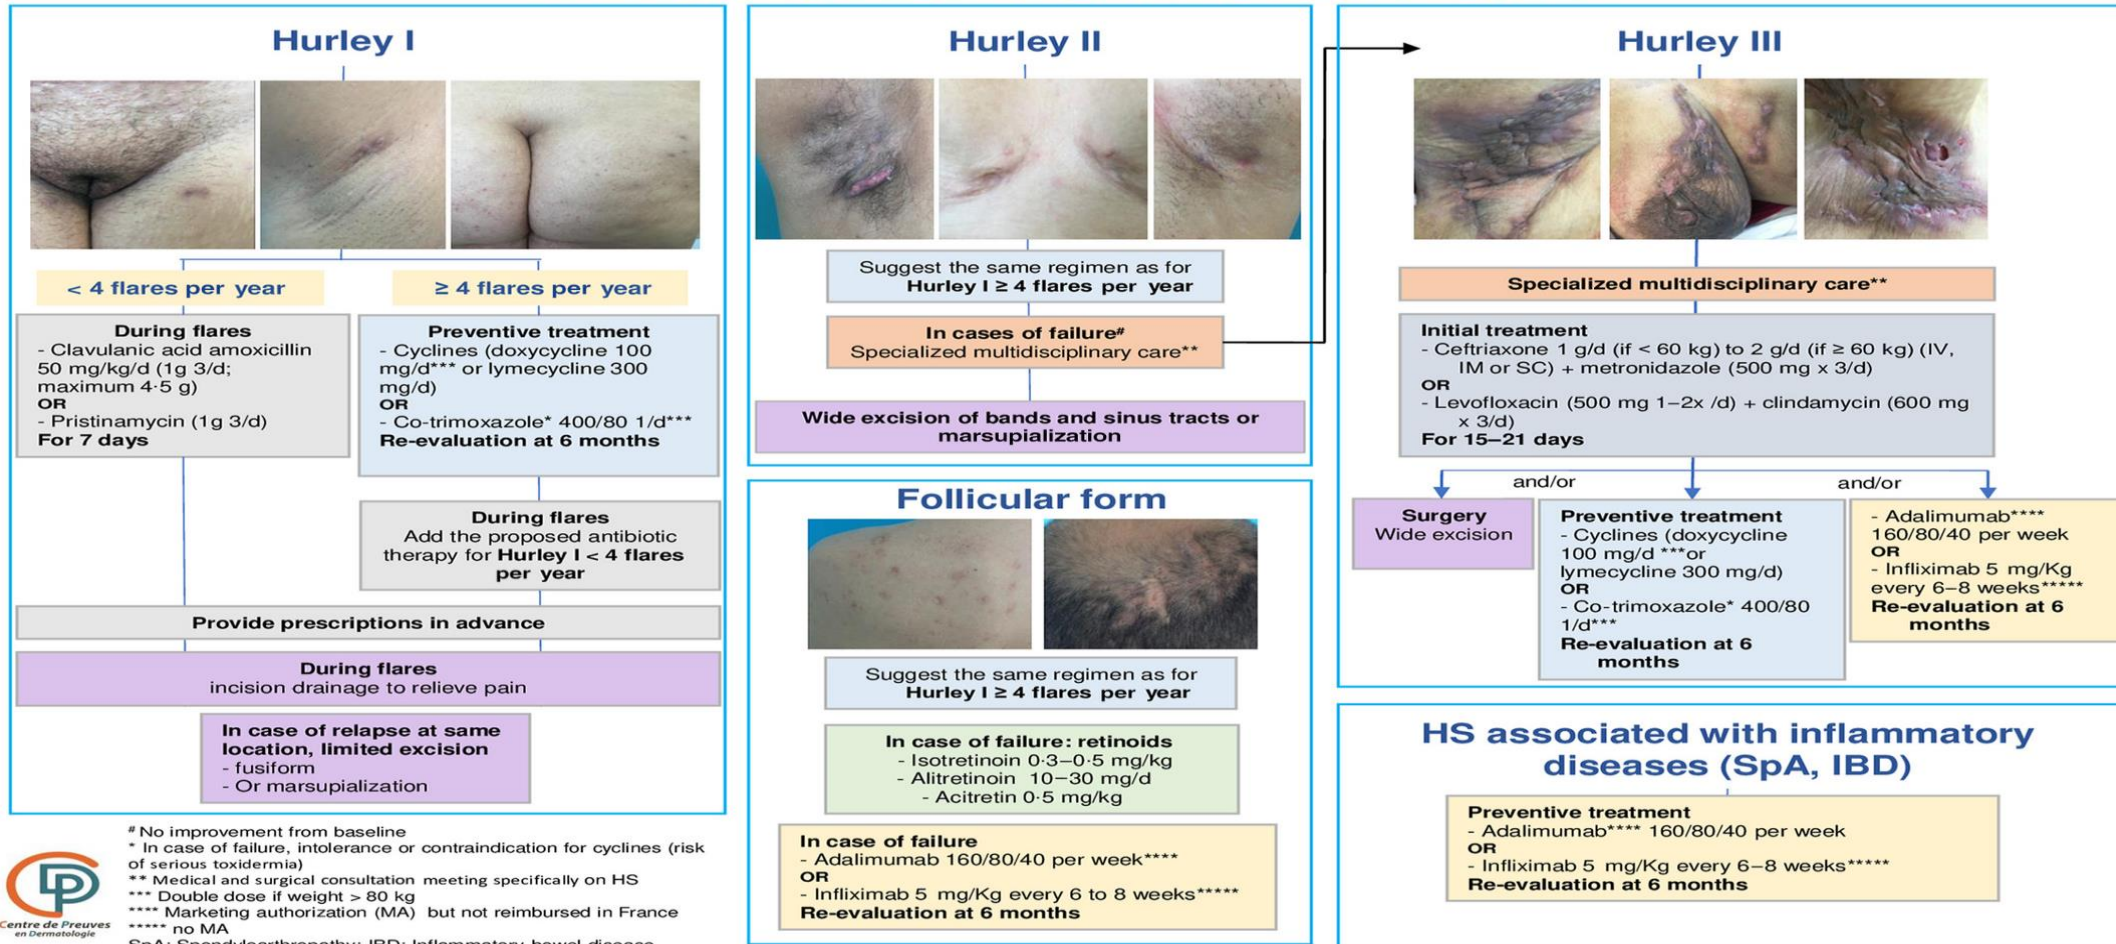 Hurley I
< 4 flares per year
≥ 4 flares per year
During flares
- Clavulanic acid amoxicillin
50 mg/kg/d (1g 3/d;
maximum 4·5 g)
OR
- Pristinamycin (1g 3/d)
For 7 days
Preventive treatment
- Cyclines (doxycycline 100
mg/d*** or lymecycline 300
mg/d)
OR
- Co-trimoxazole* 400/80 1/d***
Re-evaluation at 6 months
During flares
Add the proposed antibiotic
therapy for Hurley I < 4 flares
per year
Provide prescriptions in advance
During flares
incision drainage to relieve pain
In case of relapse at same
location, limited excision
- fusiform
- Or marsupialization
Hurley II
Suggest the same regimen as for
Hurley I ≥ 4 flares per year
In cases of failure#
Specialized multidisciplinary care**
Wide excision of bands and sinus tracts or
marsupialization
Follicular form
Suggest the same regimen as for
Hurley I ≥ 4 flares per year
In case of failure: retinoids
- Isotretinoin 0·3–0·5 mg/kg
- Alitretinoin 10–30 mg/d
- Acitretin 0·5 mg/kg
In case of failure
- Adalimumab 160/80/40 per week****
OR
- Infliximab 5 mg/Kg every 6 to 8 weeks*****
Re-evaluation at 6 months
Hurley III
Specialized multidisciplinary care**
Initial treatment
- Ceftriaxone 1 g/d (if < 60 kg) to 2 g/d (if ≥ 60 kg) (IV,
IM or SC) + metronidazole (500 mg x 3/d)
OR
- Levofloxacin (500 mg 1–2x /d) + clindamycin (600 mg
x 3/d)
For 15–21 days
and/or
and/or
Surgery
Wide excision
Preventive treatment
- Cyclines (doxycycline
100 mg/d ***or
lymecycline 300 mg/d)
OR
- Co-trimoxazole* 400/80
1/d***
Re-evaluation at 6
months
- Adalimumab****
160/80/40 per week
OR
- Infliximab 5 mg/Kg
every 6–8 weeks*****
Re-evaluation at 6
months
HS associated with inflammatory
diseases (SpA, IBD)
Preventive treatment
- Adalimumab**** 160/80/40 per week
OR
- Infliximab 5 mg/Kg every 6–8 weeks*****
Re-evaluation at 6 months
# No improvement from baseline
* In case of failure, intolerance or contraindication for cyclines (risk
of serious toxidermia)
** Medical and surgical consultation meeting specifically on HS
*** Double dose if weight > 80 kg
**** Marketing authorization (MA) but not reimbursed in France
***** no MA
SpA: Spondyloarthropathy; IBD: Inflammatory bowel disease
Centre de Preuves
en Dermatologie